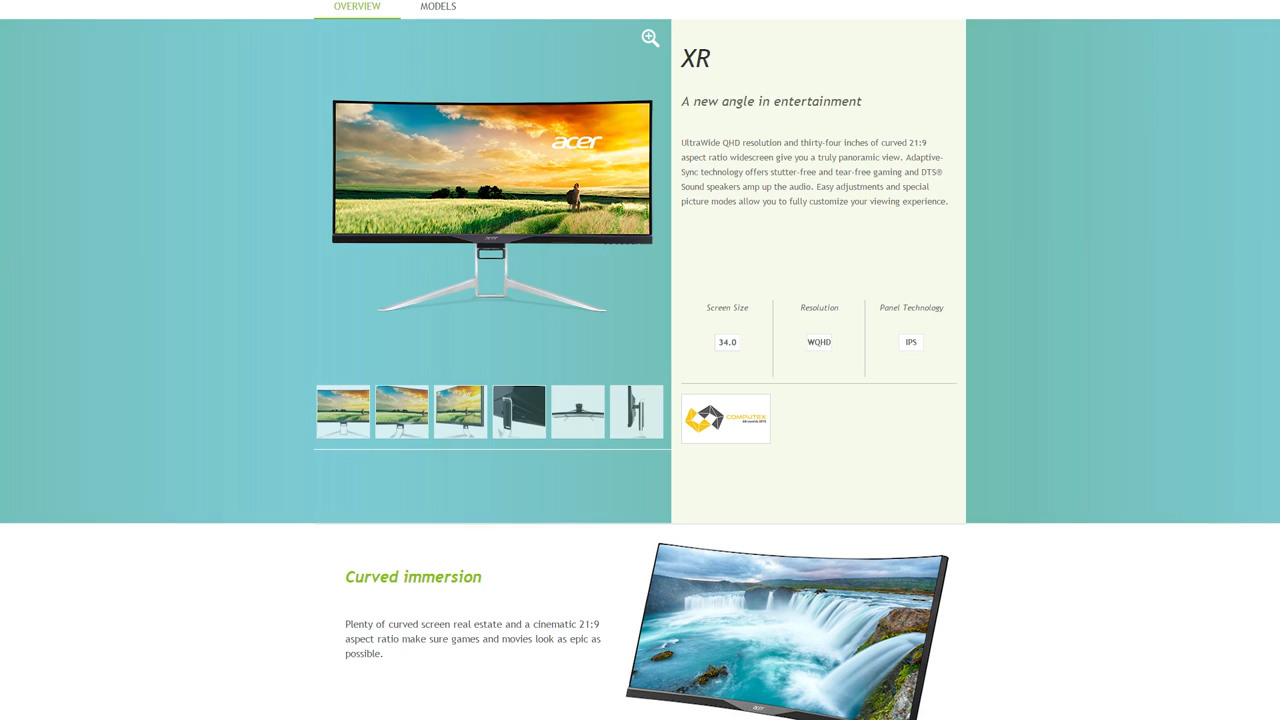 OVERVIEW MODELS
XR
A new angle in entertainment
acer
UltraWide QHD resolution and thirty-four inches of curved 21:9
aspect ratio widescreen give you a truly panoramic view. Adaptive-
Sync technology offers stutter-free and tear-free gaming and DTS®
Sound speakers amp up the audio. Easy adjustments and special
picture modes allow you to fully customize your viewing experience.
acer
Screen Size Resolution Panel Technology
34.0 WQHD IPS
COMPUTEX
Curved immersion
Plenty of curved screen real estate and a cinematic 21:9
aspect ratio make sure games and movies look as epic as
possible.
acer